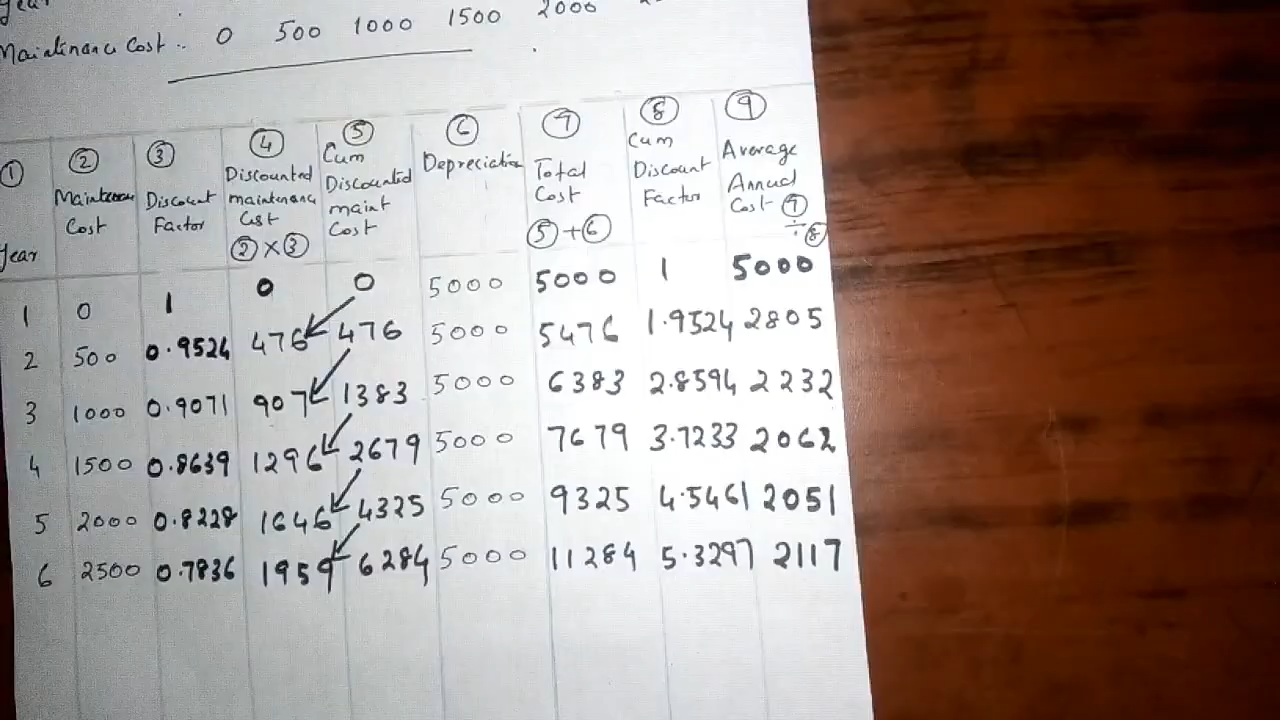 Year
Maintinance Cost .. 0 500 1000 1500 2000
① ② ③ ④ ⑤ ⑥ ⑦ ⑧ ⑨
Year
Maintenance
Cost
Discount
Factor
Discounted
maintenance
Cost
② × ③
Cum
Discounted
maint
Cost
Depreciation
Total
Cost
⑤ + ⑥
Cum
Discount
Factor
Average
Annual
Cost ⑦
÷ ⑧
1 0 1 0 0 5000 5000 1 5000
2 500 0.9524 476 476 5000 5476 1.9524 2805
3 1000 0.9071 907 1383 5000 6383 2.8594 2232
4 1500 0.8639 1296 2679 5000 7679 3.7233 2062
5 2000 0.8228 1646 4325 5000 9325 4.5461 2051
6 2500 0.7836 1959 6284 5000 11284 5.3297 2117